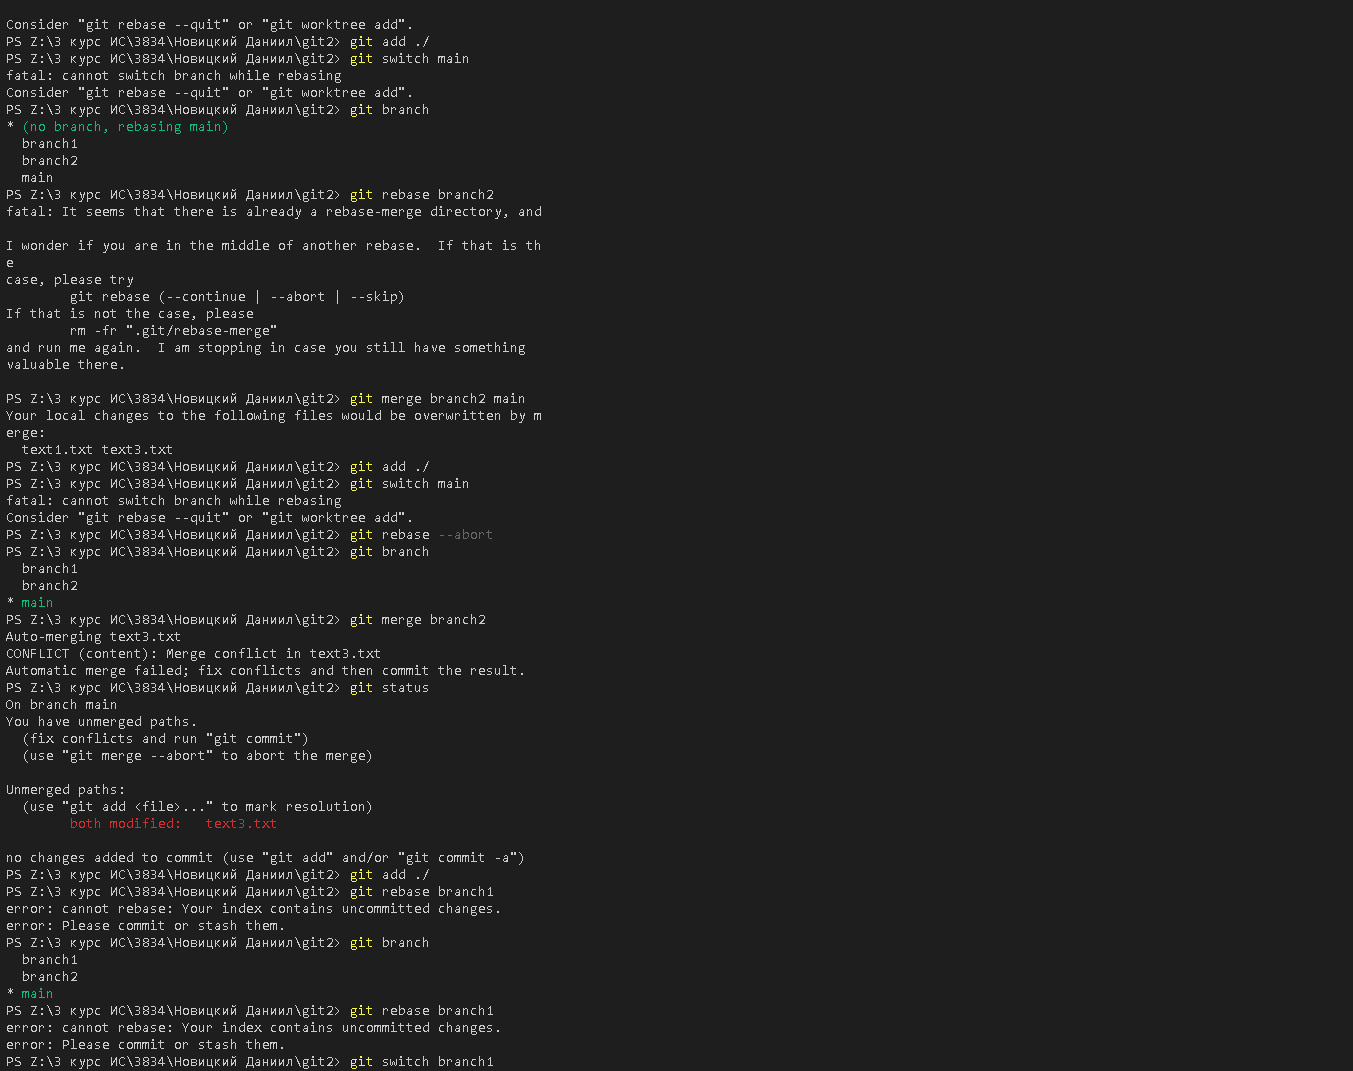 Consider "git rebase --quit" or "git worktree add".
PS Z:\3 курс ИС\3834\Новицкий Даниил\git2> git add ./
PS Z:\3 курс ИС\3834\Новицкий Даниил\git2> git switch main
fatal: cannot switch branch while rebasing
Consider "git rebase --quit" or "git worktree add".
PS Z:\3 курс ИС\3834\Новицкий Даниил\git2> git branch
* (no branch, rebasing main)
  branch1
  branch2
  main
PS Z:\3 курс ИС\3834\Новицкий Даниил\git2> git rebase branch2
fatal: It seems that there is already a rebase-merge directory, and
I wonder if you are in the middle of another rebase.  If that is th
e
case, please try
        git rebase (--continue | --abort | --skip)
If that is not the case, please
        rm -fr ".git/rebase-merge"
and run me again.  I am stopping in case you still have something
valuable there.
PS Z:\3 курс ИС\3834\Новицкий Даниил\git2> git merge branch2 main
Your local changes to the following files would be overwritten by m
erge:
  text1.txt text3.txt
PS Z:\3 курс ИС\3834\Новицкий Даниил\git2> git add ./
PS Z:\3 курс ИС\3834\Новицкий Даниил\git2> git switch main
fatal: cannot switch branch while rebasing
Consider "git rebase --quit" or "git worktree add".
PS Z:\3 курс ИС\3834\Новицкий Даниил\git2> git rebase --abort
PS Z:\3 курс ИС\3834\Новицкий Даниил\git2> git branch
  branch1
  branch2
* main
PS Z:\3 курс ИС\3834\Новицкий Даниил\git2> git merge branch2
Auto-merging text3.txt
CONFLICT (content): Merge conflict in text3.txt
Automatic merge failed; fix conflicts and then commit the result.
PS Z:\3 курс ИС\3834\Новицкий Даниил\git2> git status
On branch main
You have unmerged paths.
  (fix conflicts and run "git commit")
  (use "git merge --abort" to abort the merge)
Unmerged paths:
  (use "git add <file>..." to mark resolution)
        both modified:   text3.txt
no changes added to commit (use "git add" and/or "git commit -a")
PS Z:\3 курс ИС\3834\Новицкий Даниил\git2> git add ./
PS Z:\3 курс ИС\3834\Новицкий Даниил\git2> git rebase branch1
error: cannot rebase: Your index contains uncommitted changes.
error: Please commit or stash them.
PS Z:\3 курс ИС\3834\Новицкий Даниил\git2> git branch
  branch1
  branch2
* main
PS Z:\3 курс ИС\3834\Новицкий Даниил\git2> git rebase branch1
error: cannot rebase: Your index contains uncommitted changes.
error: Please commit or stash them.
PS Z:\3 курс ИС\3834\Новицкий Даниил\git2> git switch branch1